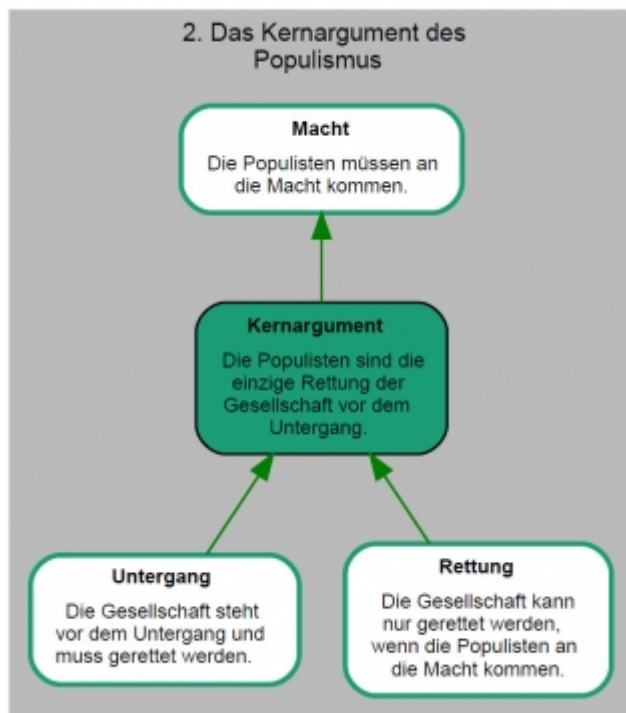 2. Das Kernargument des
Populismus
Macht
Die Populisten müssen an
die Macht kommen.
Kernargument
Die Populisten sind die
einzige Rettung der
Gesellschaft vor dem
Untergang.
Untergang
Die Gesellschaft steht
vor dem Untergang und
muss gerettet werden.
Rettung
Die Gesellschaft kann
nur gerettet werden,
wenn die Populisten an
die Macht kommen.